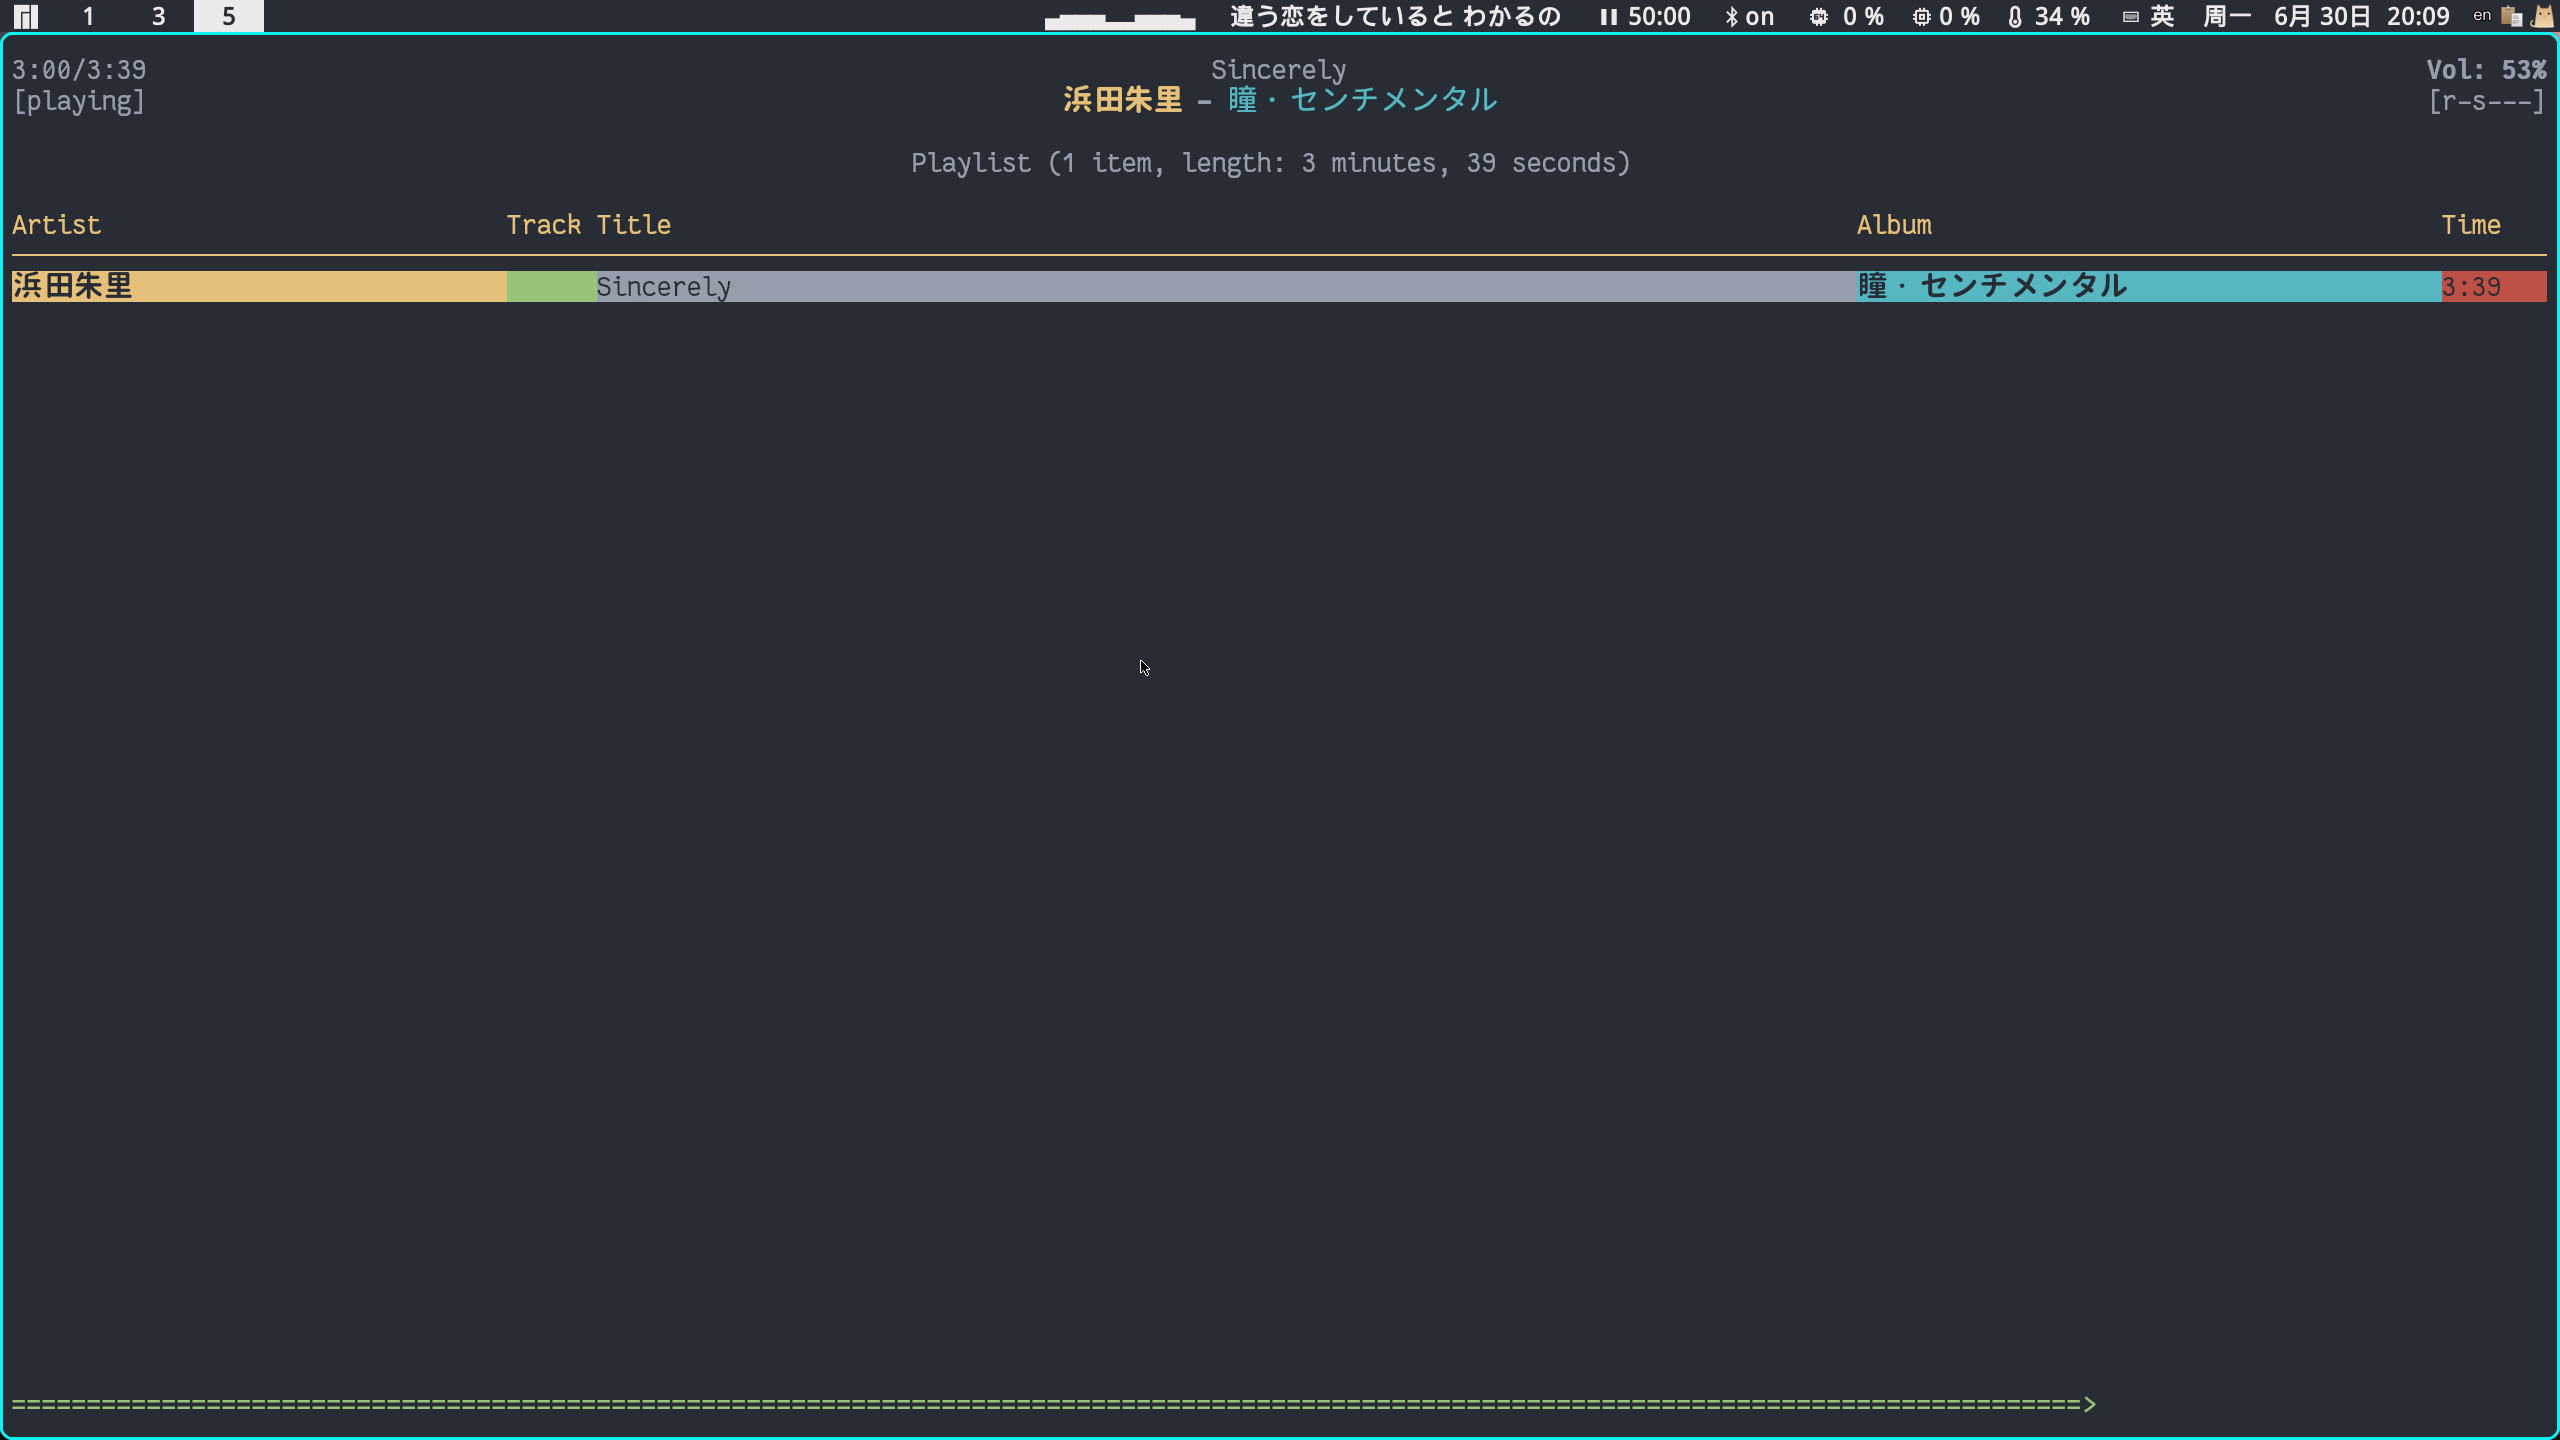 1 3 5 違う恋をしていると わかるの 50:00 on 0 % 0 % 34 % 英 周一 6月 30日 20:09 en
3:00/3:39 Sincerely Vol: 53%
[playing] 浜田朱里 - 瞳・センチメンタル [r-s---]
Playlist (1 item, length: 3 minutes, 39 seconds)
Artist Track Title Album Time
浜田朱里 Sincerely 瞳・センチメンタル 3:39